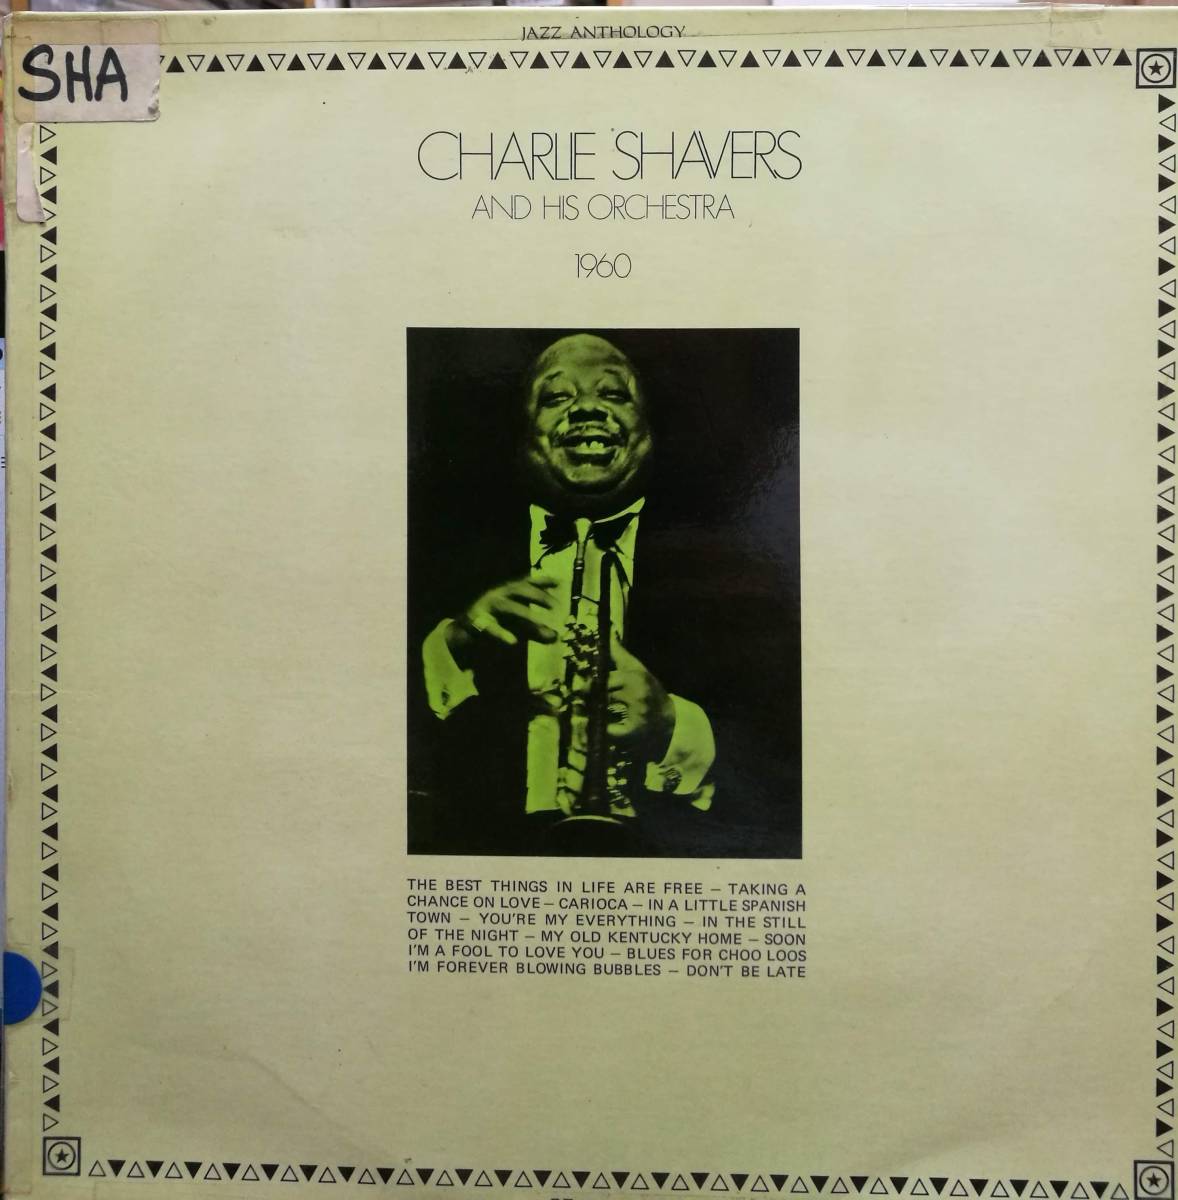 JAZZ ANTHOLOGY
SHA
CHARLIE SHAVERS
AND HIS ORCHESTRA
1960
THE BEST THINGS IN LIFE ARE FREE – TAKING A
CHANCE ON LOVE – CARIOCA – IN A LITTLE SPANISH
TOWN – YOU'RE MY EVERYTHING – IN THE STILL
OF THE NIGHT – MY OLD KENTUCKY HOME – SOON
I'M A FOOL TO LOVE YOU – BLUES FOR CHOO LOOS
I'M FOREVER BLOWING BUBBLES – DON'T BE LATE